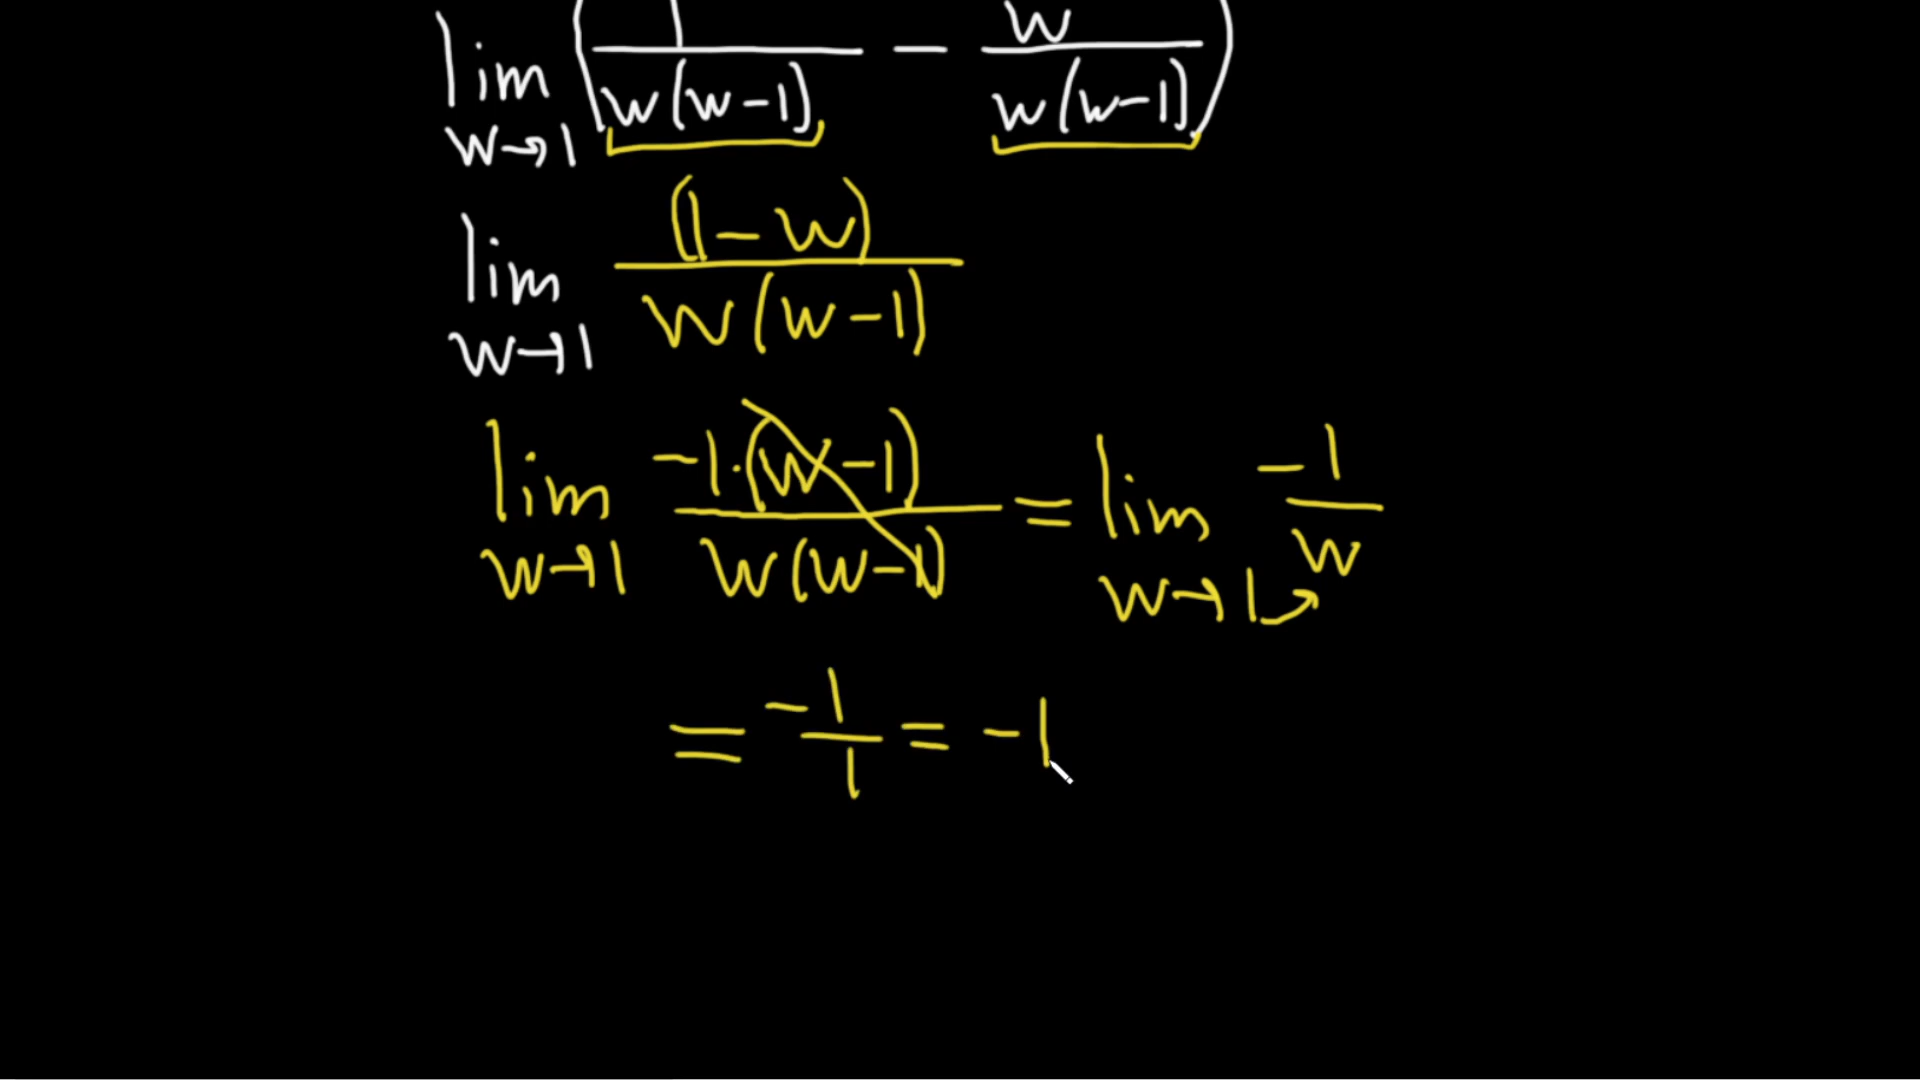 lim w→1 (1/w(w-1) - w/w(w-1))
lim w→1 (1-w)/w(w-1)
lim w→1 -1·(w-1)/w(w-1) = lim w→1 -1/w
= -1/1 = -1